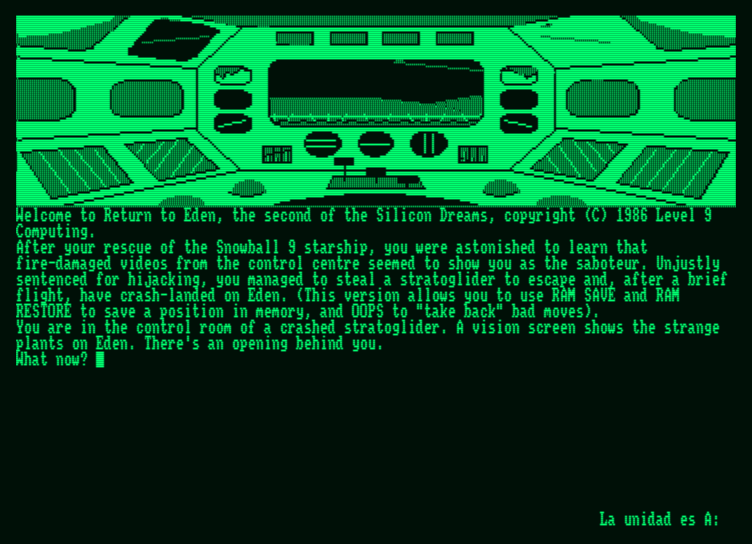 Welcome to Return to Eden, the second of the Silicon Dreams, copyright (C) 1986 Level 9
Computing.
After your rescue of the Snowball 9 starship, you were astonished to learn that
fire-damaged videos from the control centre seemed to show you as the saboteur. Unjustly
sentenced for hijacking, you managed to steal a stratoglider to escape and, after a brief
flight, have crash-landed on Eden. (This version allows you to use RAM SAVE and RAM
RESTORE to save a position in memory, and OOPS to "take back" bad moves).
You are in the control room of a crashed stratoglider. A vision screen shows the strange
plants on Eden. There's an opening behind you.
What now?
La unidad es A: